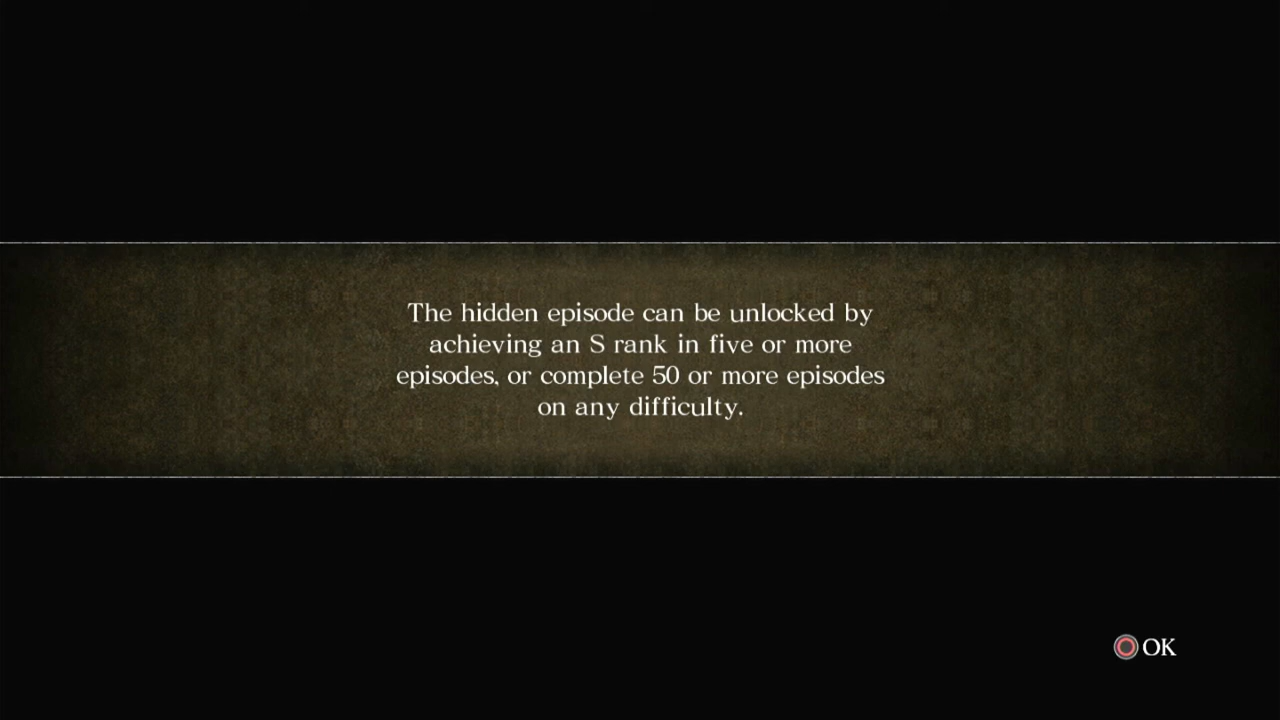 The hidden episode can be unlocked by
achieving an S rank in five or more
episodes, or complete 50 or more episodes
on any difficulty.
OK